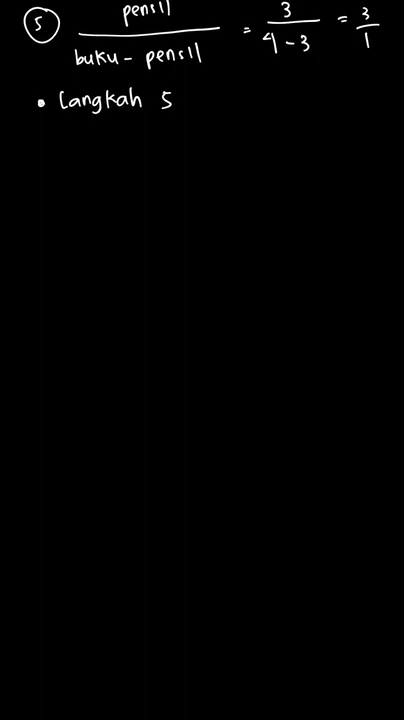 5 pensil / buku - pensil = 3 / 4 - 3 = 3 / 1
• Langkah 5